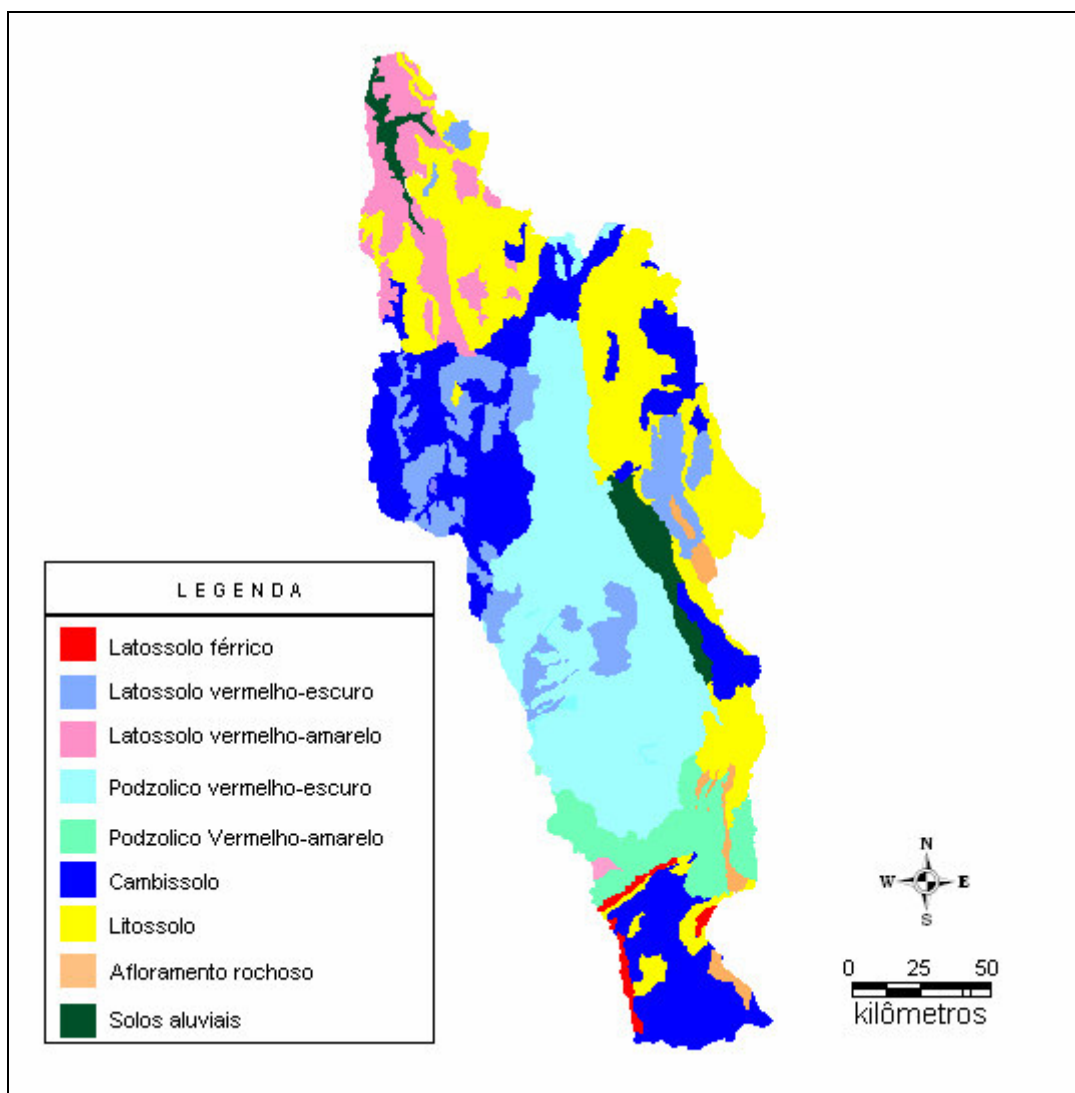 LEGENDA
Latossolo férrico
Latossolo vermelho-escuro
Latossolo vermelho-amarelo
Podzolico vermelho-escuro
Podzolico Vermelho-amarelo
Cambissolo
Litossolo
Afloramento rochoso
Solos aluviais
N
W E
S
0 25 50
kilômetros